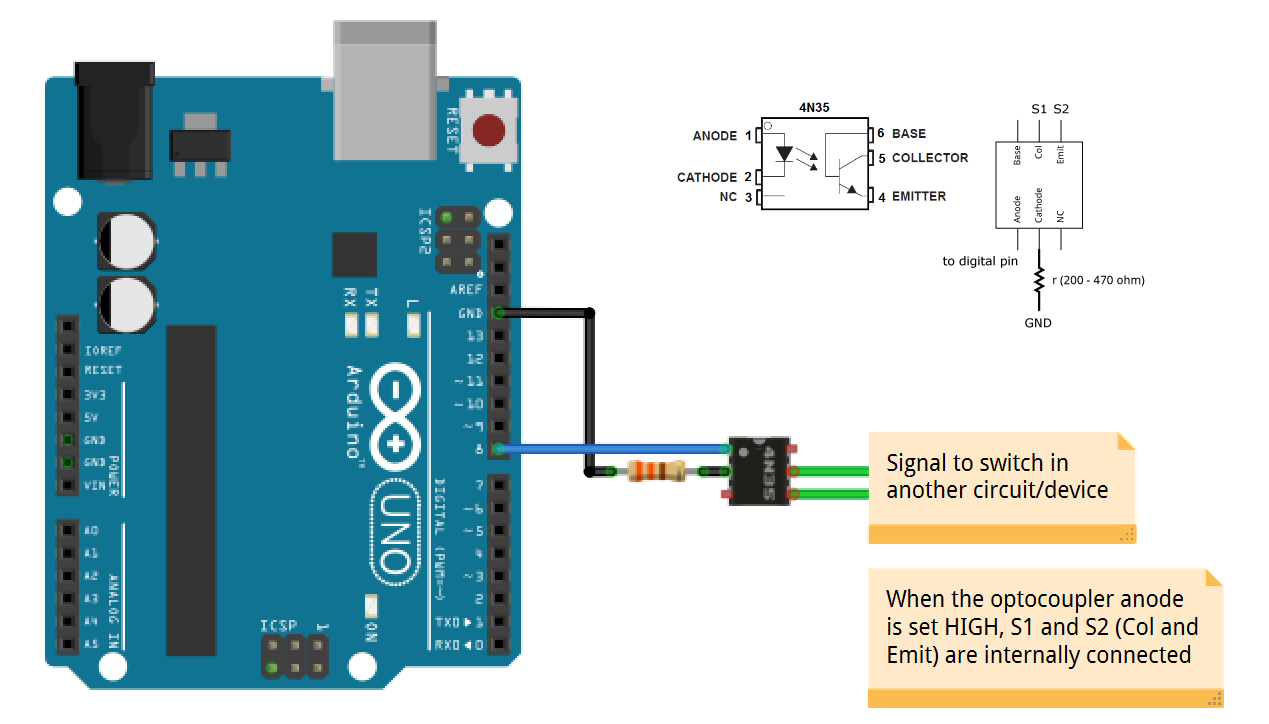 RESET
ICSP2
AREF
GND
13
12
~11
~10
~9
8
7
~6
~5
4
~3
2
TX0▶1
RX0◀0
DIGITAL (PWM=~)
RX
TX
L
Arduino™
UNO
ON
ICSP
1
IOREF
RESET
3V3
5V
GND
GND
VIN
POWER
A0
A1
A2
A3
A4
A5
ANALOG IN
4N35
4N35
ANODE 1
CATHODE 2
NC 3
6 BASE
5 COLLECTOR
4 EMITTER
S1 S2
Base
Col
Emit
Anode
Cathode
NC
to digital pin
r (200 - 470 ohm)
GND
Signal to switch in
another circuit/device
When the optocoupler anode
is set HIGH, S1 and S2 (Col and
Emit) are internally connected